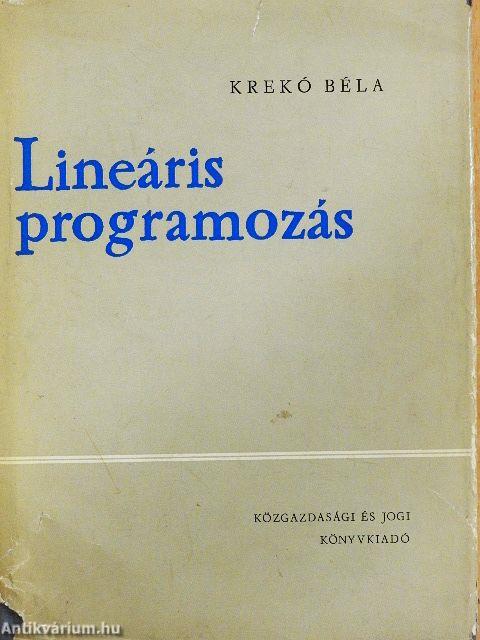 KREKÓ BÉLA
Lineáris
programozás
KÖZGAZDASÁGI ÉS JOGI
KÖNYVKIADÓ
Antikvárium.hu